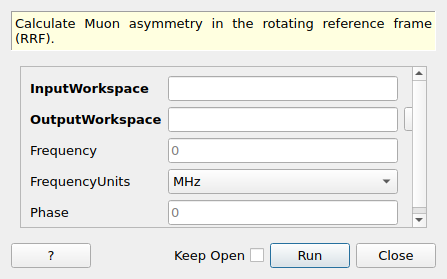 Calculate Muon asymmetry in the rotating reference frame
(RRF).
InputWorkspace
OutputWorkspace
Frequency 0
FrequencyUnits MHz
Phase 0
? Keep Open Run Close